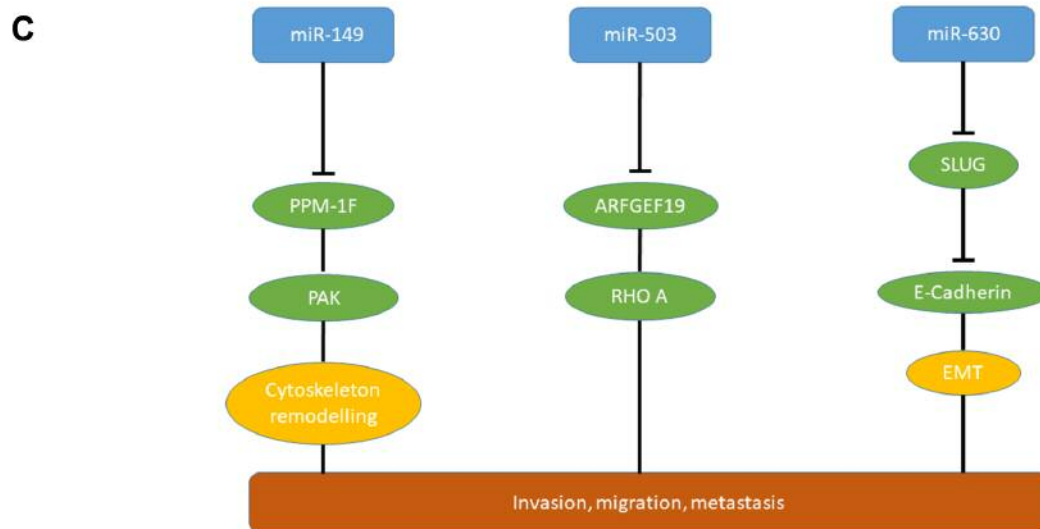 C
miR-149
miR-503
miR-630
SLUG
PPM-1F
ARFGEF19
PAK
RHO A
E-Cadherin
EMT
Cytoskeleton
remodelling
Invasion, migration, metastasis